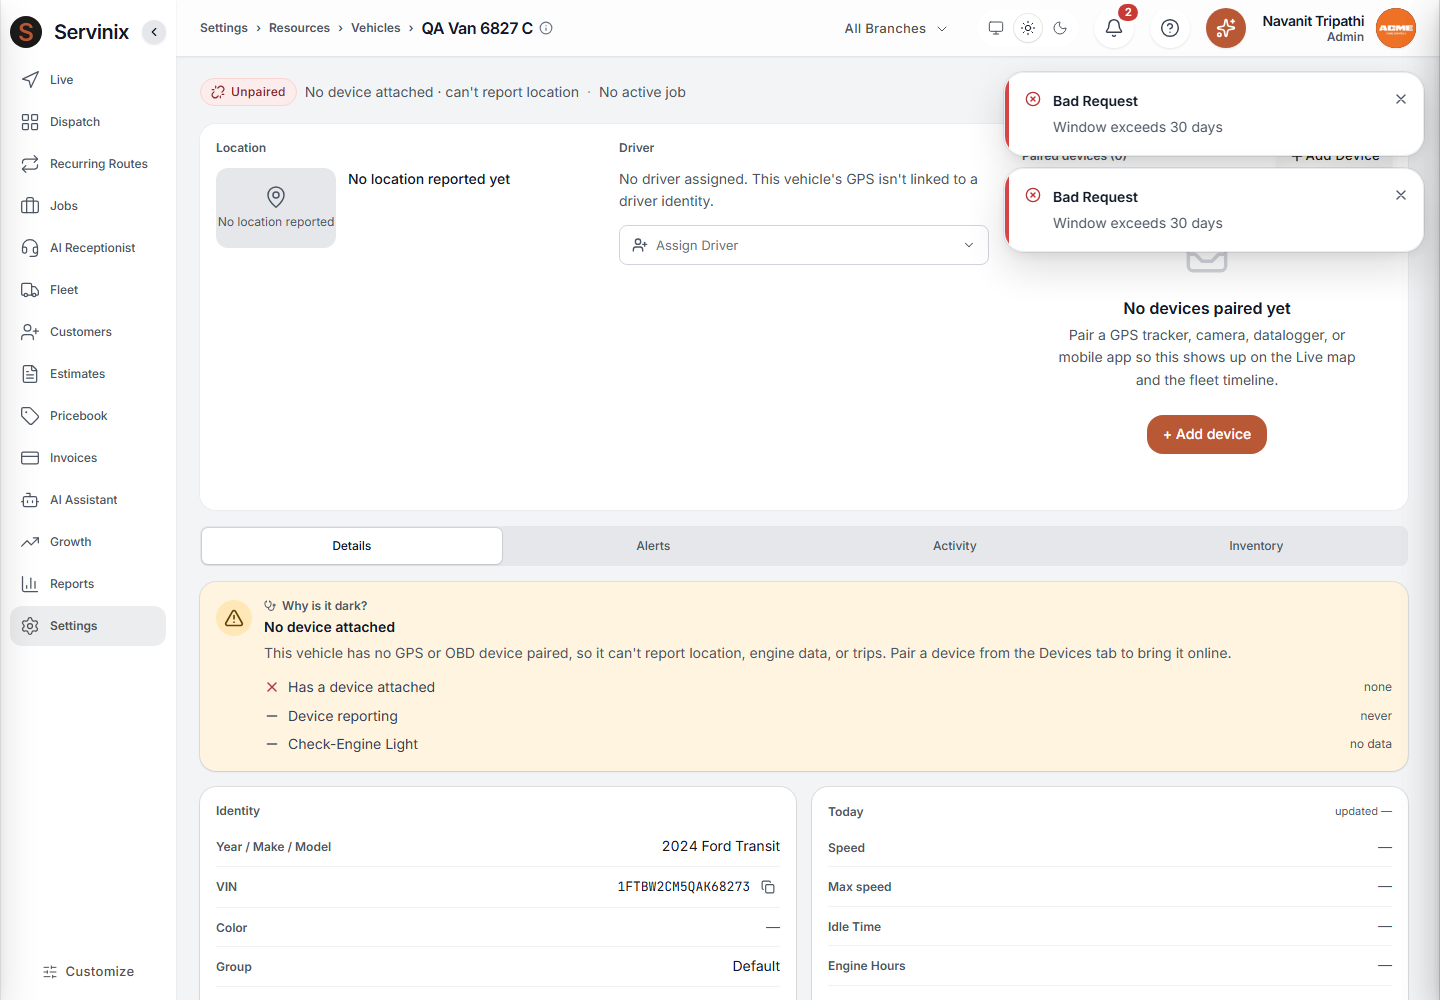 Servinix
Settings › Resources › Vehicles › QA Van 6827 C
All Branches
2
Navanit Tripathi
Admin
ACME
Live
Dispatch
Recurring Routes
Jobs
AI Receptionist
Fleet
Customers
Estimates
Pricebook
Invoices
AI Assistant
Growth
Reports
Settings
Customize
Unpaired
No device attached · can't report location · No active job
Bad Request
Window exceeds 30 days
Bad Request
Window exceeds 30 days
Location
No location reported
No location reported yet
Driver
No driver assigned. This vehicle's GPS isn't linked to a
driver identity.
Assign Driver
Paired devices (0)
+ Add Device
No devices paired yet
Pair a GPS tracker, camera, datalogger, or
mobile app so this shows up on the Live map
and the fleet timeline.
+ Add device
Details
Alerts
Activity
Inventory
Why is it dark?
No device attached
This vehicle has no GPS or OBD device paired, so it can't report location, engine data, or trips. Pair a device from the Devices tab to bring it online.
Has a device attached none
Device reporting never
Check-Engine Light no data
Identity
Year / Make / Model 2024 Ford Transit
VIN 1FTBW2CM5QAK68273
Color —
Group Default
Today updated —
Speed —
Max speed —
Idle Time —
Engine Hours —